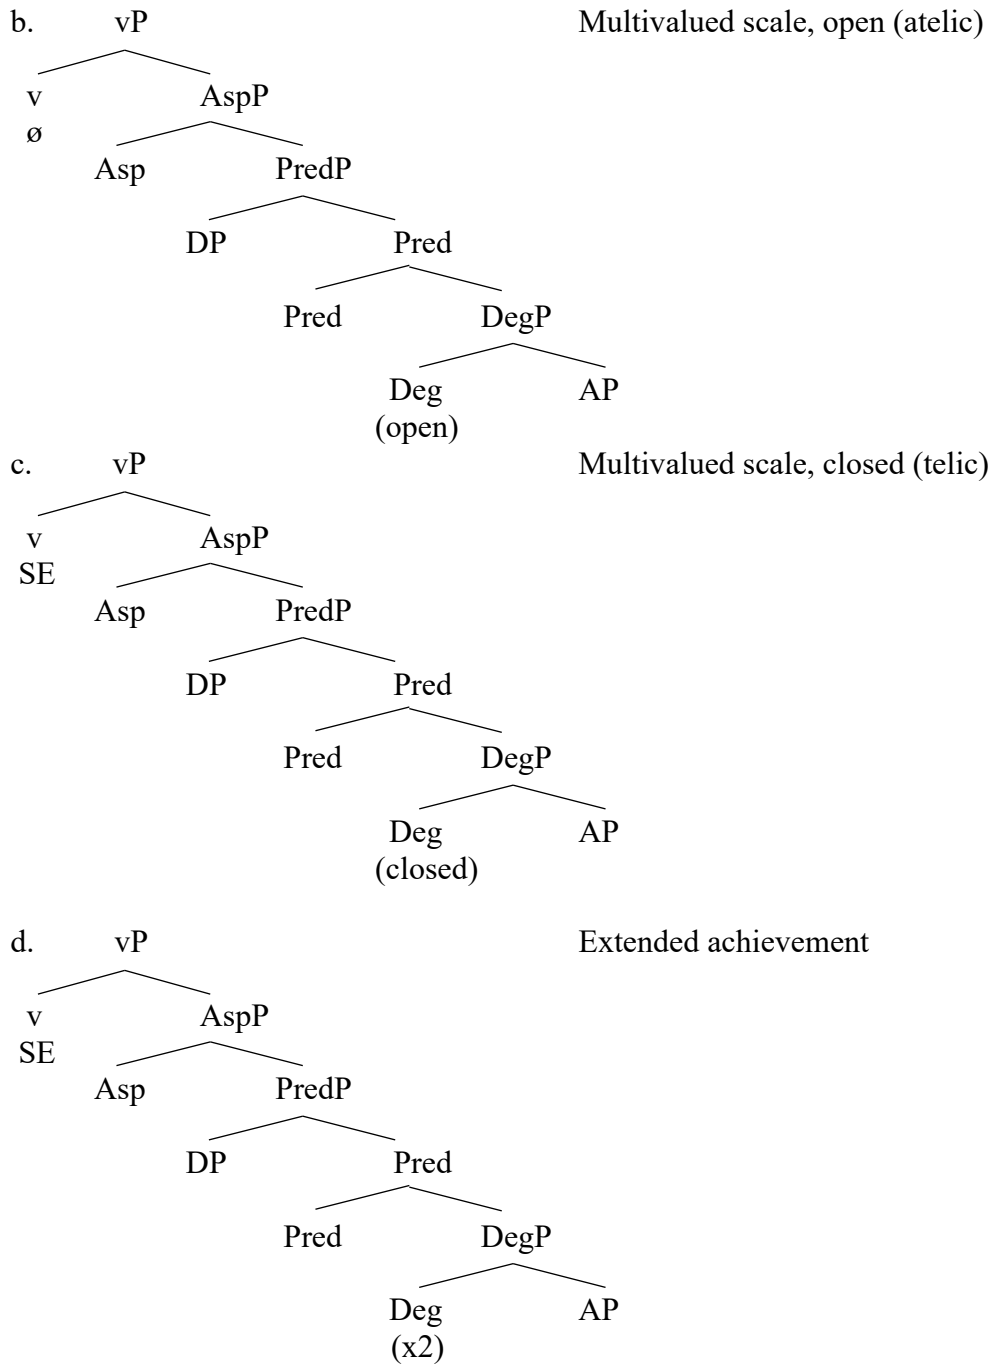 b. vP Multivalued scale, open (atelic)
v AspP
ø
Asp PredP
DP Pred
Pred DegP
Deg AP
(open)
c. vP Multivalued scale, closed (telic)
v AspP
SE
Asp PredP
DP Pred
Pred DegP
Deg AP
(closed)
d. vP Extended achievement
v AspP
SE
Asp PredP
DP Pred
Pred DegP
Deg AP
(x2)